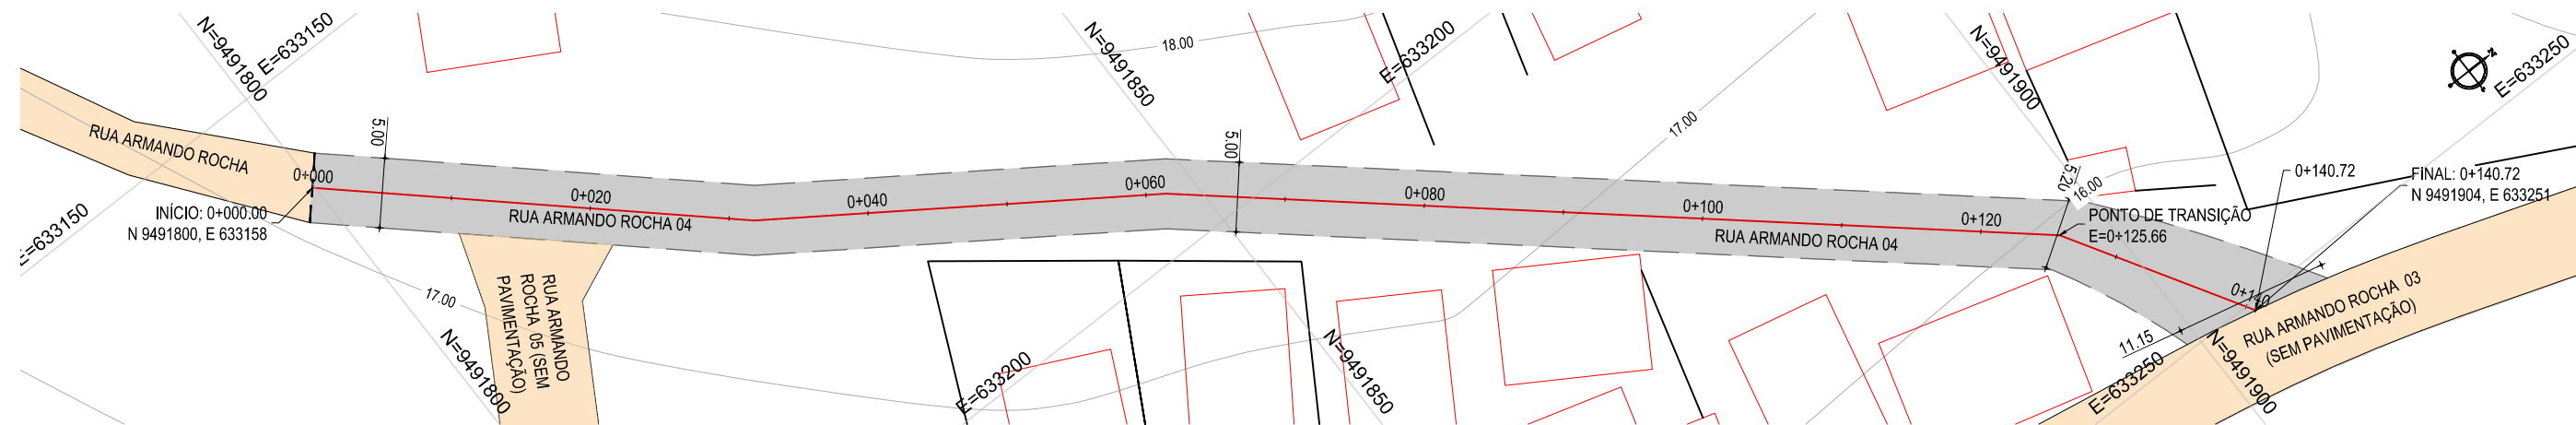 N=9491800
E=633150
18.00
N=9491850
E=633200
N=9491900
E=633250
RUA ARMANDO ROCHA
5.00
5.00
17.00
5.20
16.00
0+140.72
FINAL: 0+140.72
N 9491904, E 633251
0+000
0+020
0+040
0+060
0+080
0+100
0+120
0+140
INÍCIO: 0+000.00
N 9491800, E 633158
RUA ARMANDO ROCHA 04
RUA ARMANDO ROCHA 04
PONTO DE TRANSIÇÃO
E=0+125.66
E=633150
17.00
RUA ARMANDO
ROCHA 05 (SEM
PAVIMENTAÇÃO)
N=9491800
E=633200
N=9491850
11.15
E=633250
N=9491900
RUA ARMANDO ROCHA 03
(SEM PAVIMENTAÇÃO)